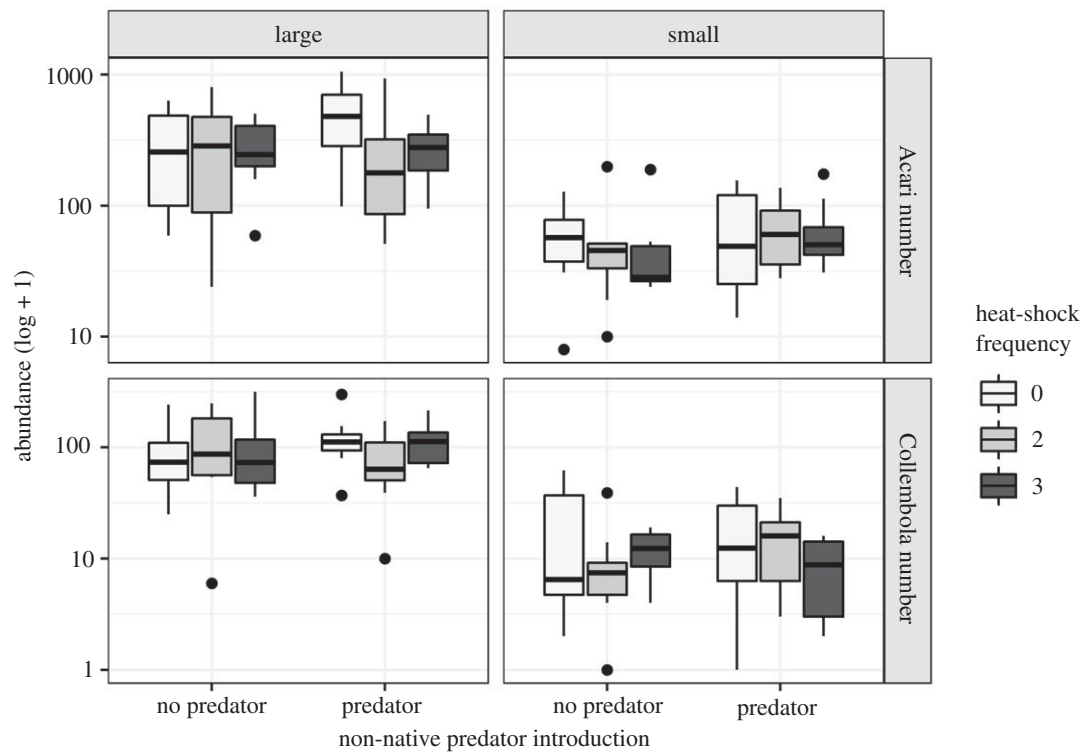 large
small
1000
100
10
Acari number
100
10
1
Collembola number
abundance (log + 1)
no predator
predator
no predator
predator
non-native predator introduction
heat-shock
frequency
0
2
3